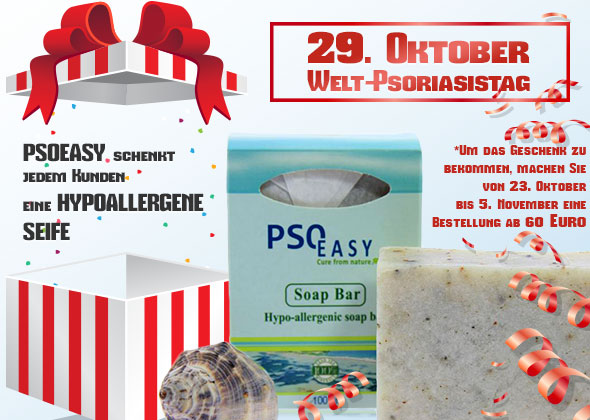 29. Oktober
Welt-Psoriasistag
PSOEASY schenkt
jedem Kunden
eine HYPOALLERGENE
SEIFE
*Um das Geschenk zu
bekommen, machen Sie
von 23. Oktober
bis 5. November eine
Bestellung ab 60 EURO
PSO
EASY
Cure from nature
Soap Bar
Hypo-allergenic soap
100